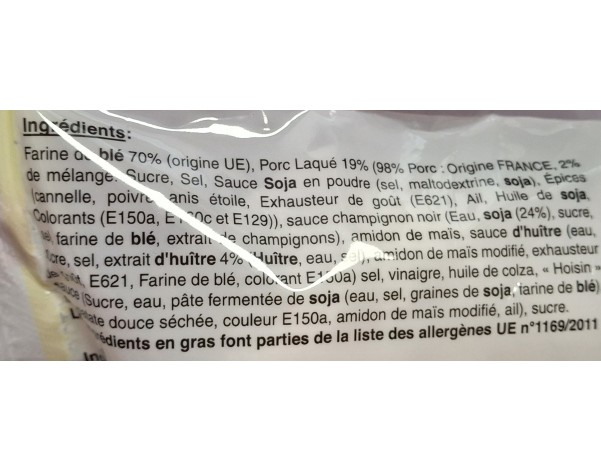 Ingrédients:
Farine de blé 70% (origine UE), Porc Laqué 19% (98% Porc : Origine FRANCE, 2%
de mélange: Sucre, Sel, Sauce Soja en poudre (sel, maltodextrine, soja), Épices
(cannelle, poivre, anis étoile, Exhausteur de goût (E621), Ail, Huile de soja,
Colorants (E150a, et E129)), sauce champignon noir (Eau, soja (24%), sucre,
sel, farine de blé, extrait de champignons), amidon de maïs, sauce d'huître (eau,
sucre, sel, extrait d'huître 4% (Huître, eau, sel), amidon de maïs modifié, exhausteur
E621, Farine de blé, colorant E150a) sel, vinaigre, huile de colza, « Hoisin »
(Sucre, eau, pâte fermentée de soja (eau, sel, graines de soja, farine de blé)
douce séchée, couleur E150a, amidon de maïs modifié, ail), sucre.
en gras font parties de la liste des allergènes UE n°1169/2011